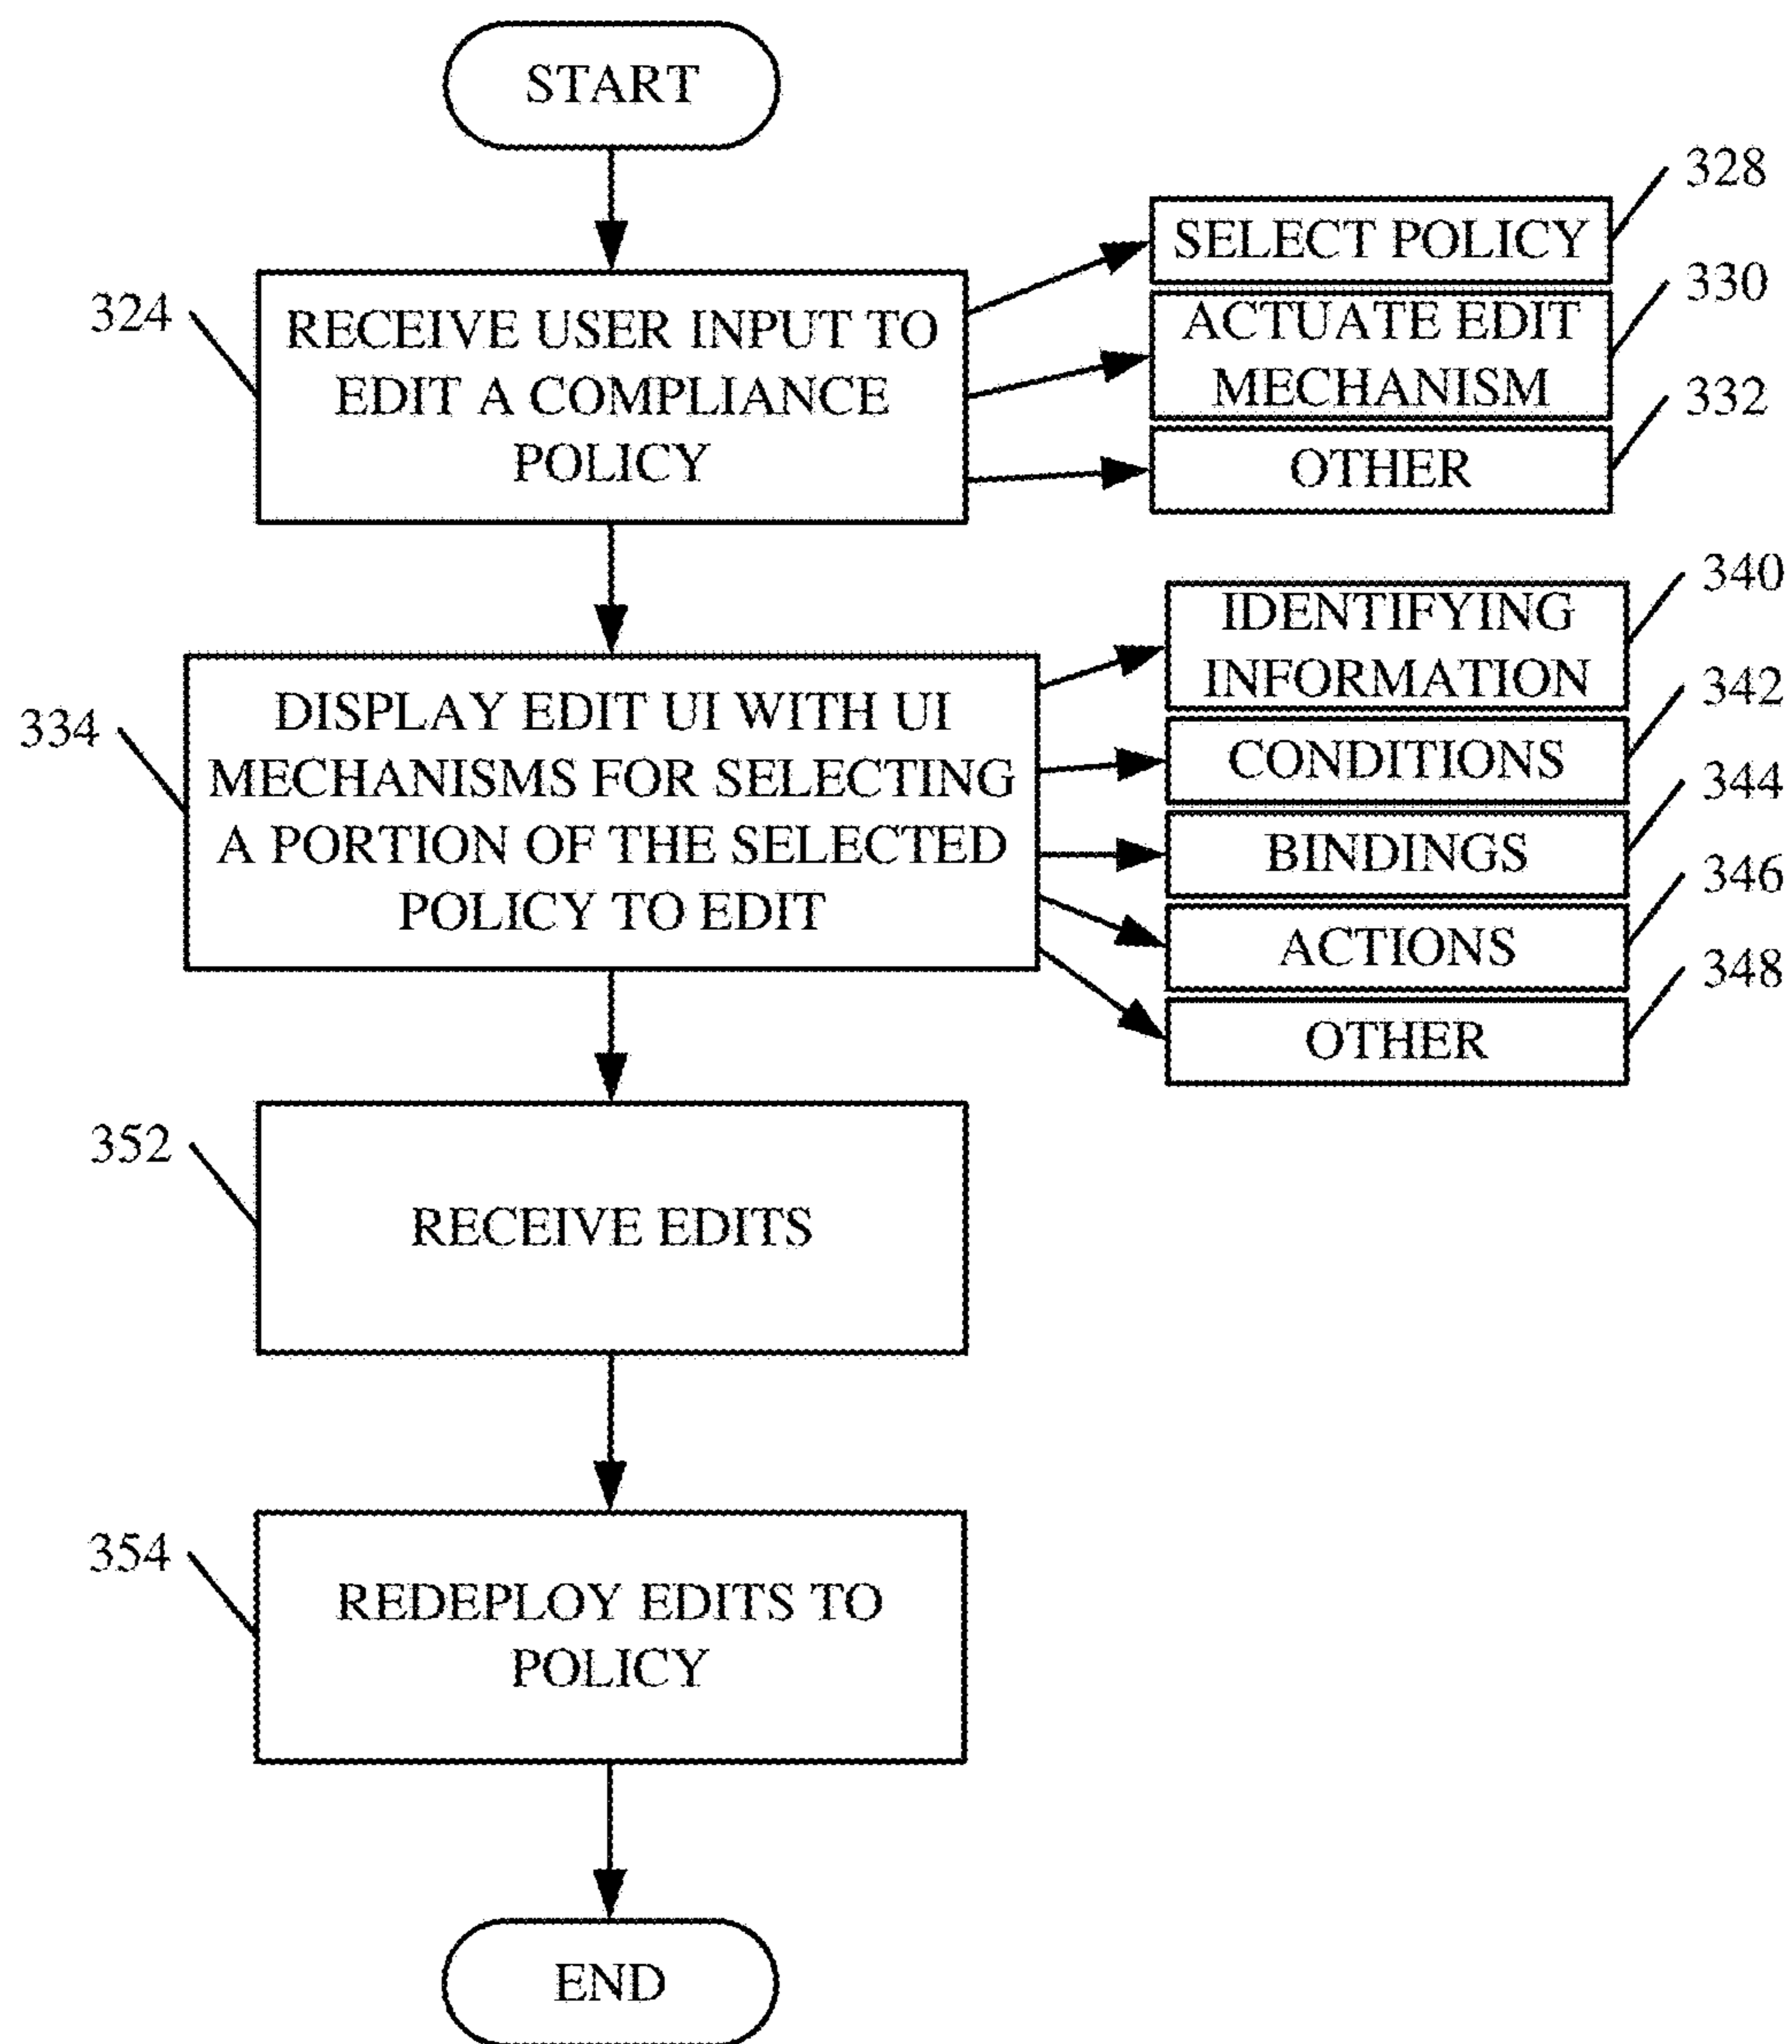 START
328
SELECT POLICY
330
324
RECEIVE USER INPUT TO
EDIT A COMPLIANCE
POLICY
ACTUATE EDIT
MECHANISM
332
OTHER
340
IDENTIFYING
INFORMATION
342
334
DISPLAY EDIT UI WITH UI
MECHANISMS FOR SELECTING
A PORTION OF THE SELECTED
POLICY TO EDIT
CONDITIONS
344
BINDINGS
346
ACTIONS
348
OTHER
352
RECEIVE EDITS
354
REDEPLOY EDITS TO
POLICY
END